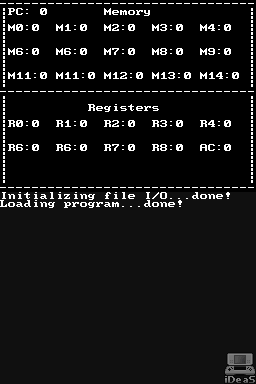 PC: 0 Memory
M0:0 M1:0 M2:0 M3:0 M4:0
M6:0 M6:0 M7:0 M8:0 M9:0
M11:0 M11:0 M12:0 M13:0 M14:0
Registers
R0:0 R1:0 R2:0 R3:0 R4:0
R6:0 R6:0 R7:0 R8:0 AC:0
Initializing file I/O...done!
Loading program...done!
iDeaS